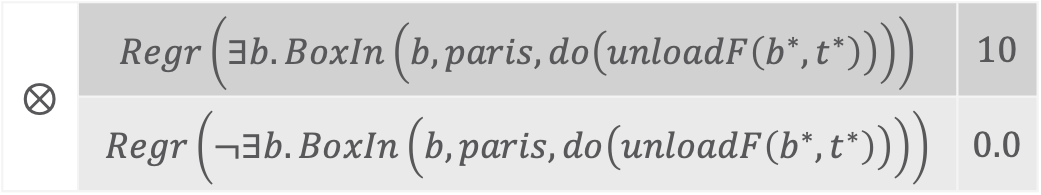 Regr(∃b.BoxIn(b,paris,do(unloadF(b*,t*)))) 10
⊗
Regr(¬∃b.BoxIn(b,paris,do(unloadF(b*,t*)))) 0.0